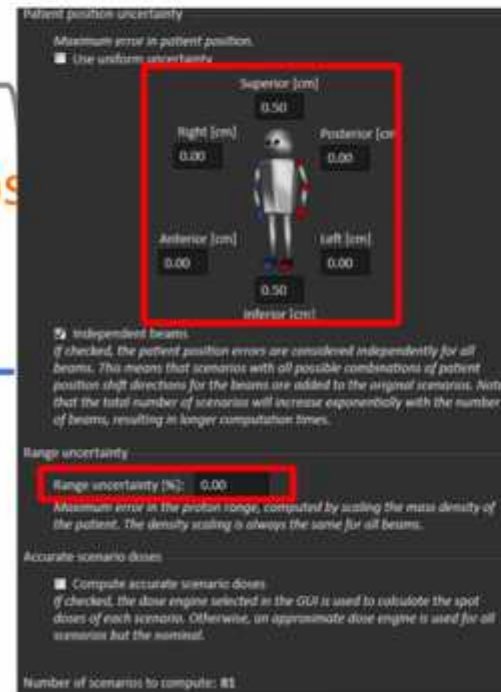 Patient position uncertainty
Maximum error in patient position.
Use uniform uncertainty
Superior [cm]
0.50
Right [cm]
Posterior [cm
0.00
0.00
Anterior [cm]
Left [cm]
0.00
0.00
0.50
Inferior [cm]
Independent beams
If checked, the patient position errors are considered independently for all
beams. This means that scenarios with all possible combinations of patient
position shift directions for the beams are added to the original scenarios. Note
that the total number of scenarios will increase exponentially with the number
of beams, resulting in longer computation times.
Range uncertainty
Range uncertainty [%]: 0.00
Maximum error in the proton range, computed by scaling the mass density of
the patient. The density scaling is always the same for all beams.
Accurate scenario doses
Compute accurate scenario doses
If checked, the dose engine selected in the GUI is used to calculate the spot
doses of each scenario. Otherwise, an approximate dose engine is used for all
scenarios but the nominal.
Number of scenarios to compute: 81